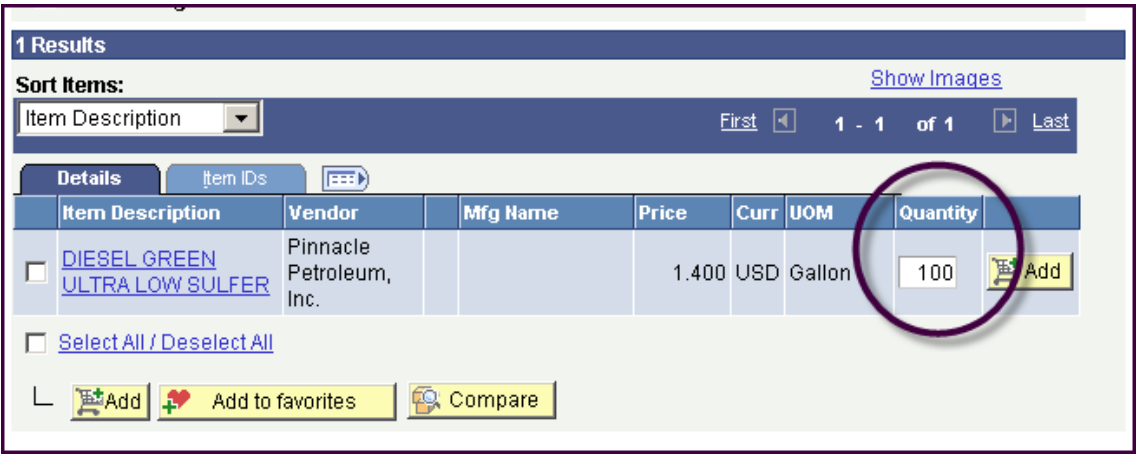 1 Results
Sort Items:
Show Images
Item Description
First 1 - 1 of 1 Last
Details Item IDs
Item Description Vendor Mfg Name Price Curr UOM Quantity
DIESEL GREEN
ULTRA LOW SULFER
Pinnacle
Petroleum,
Inc.
1.400 USD Gallon 100 Add
Select All / Deselect All
Add Add to favorites Compare